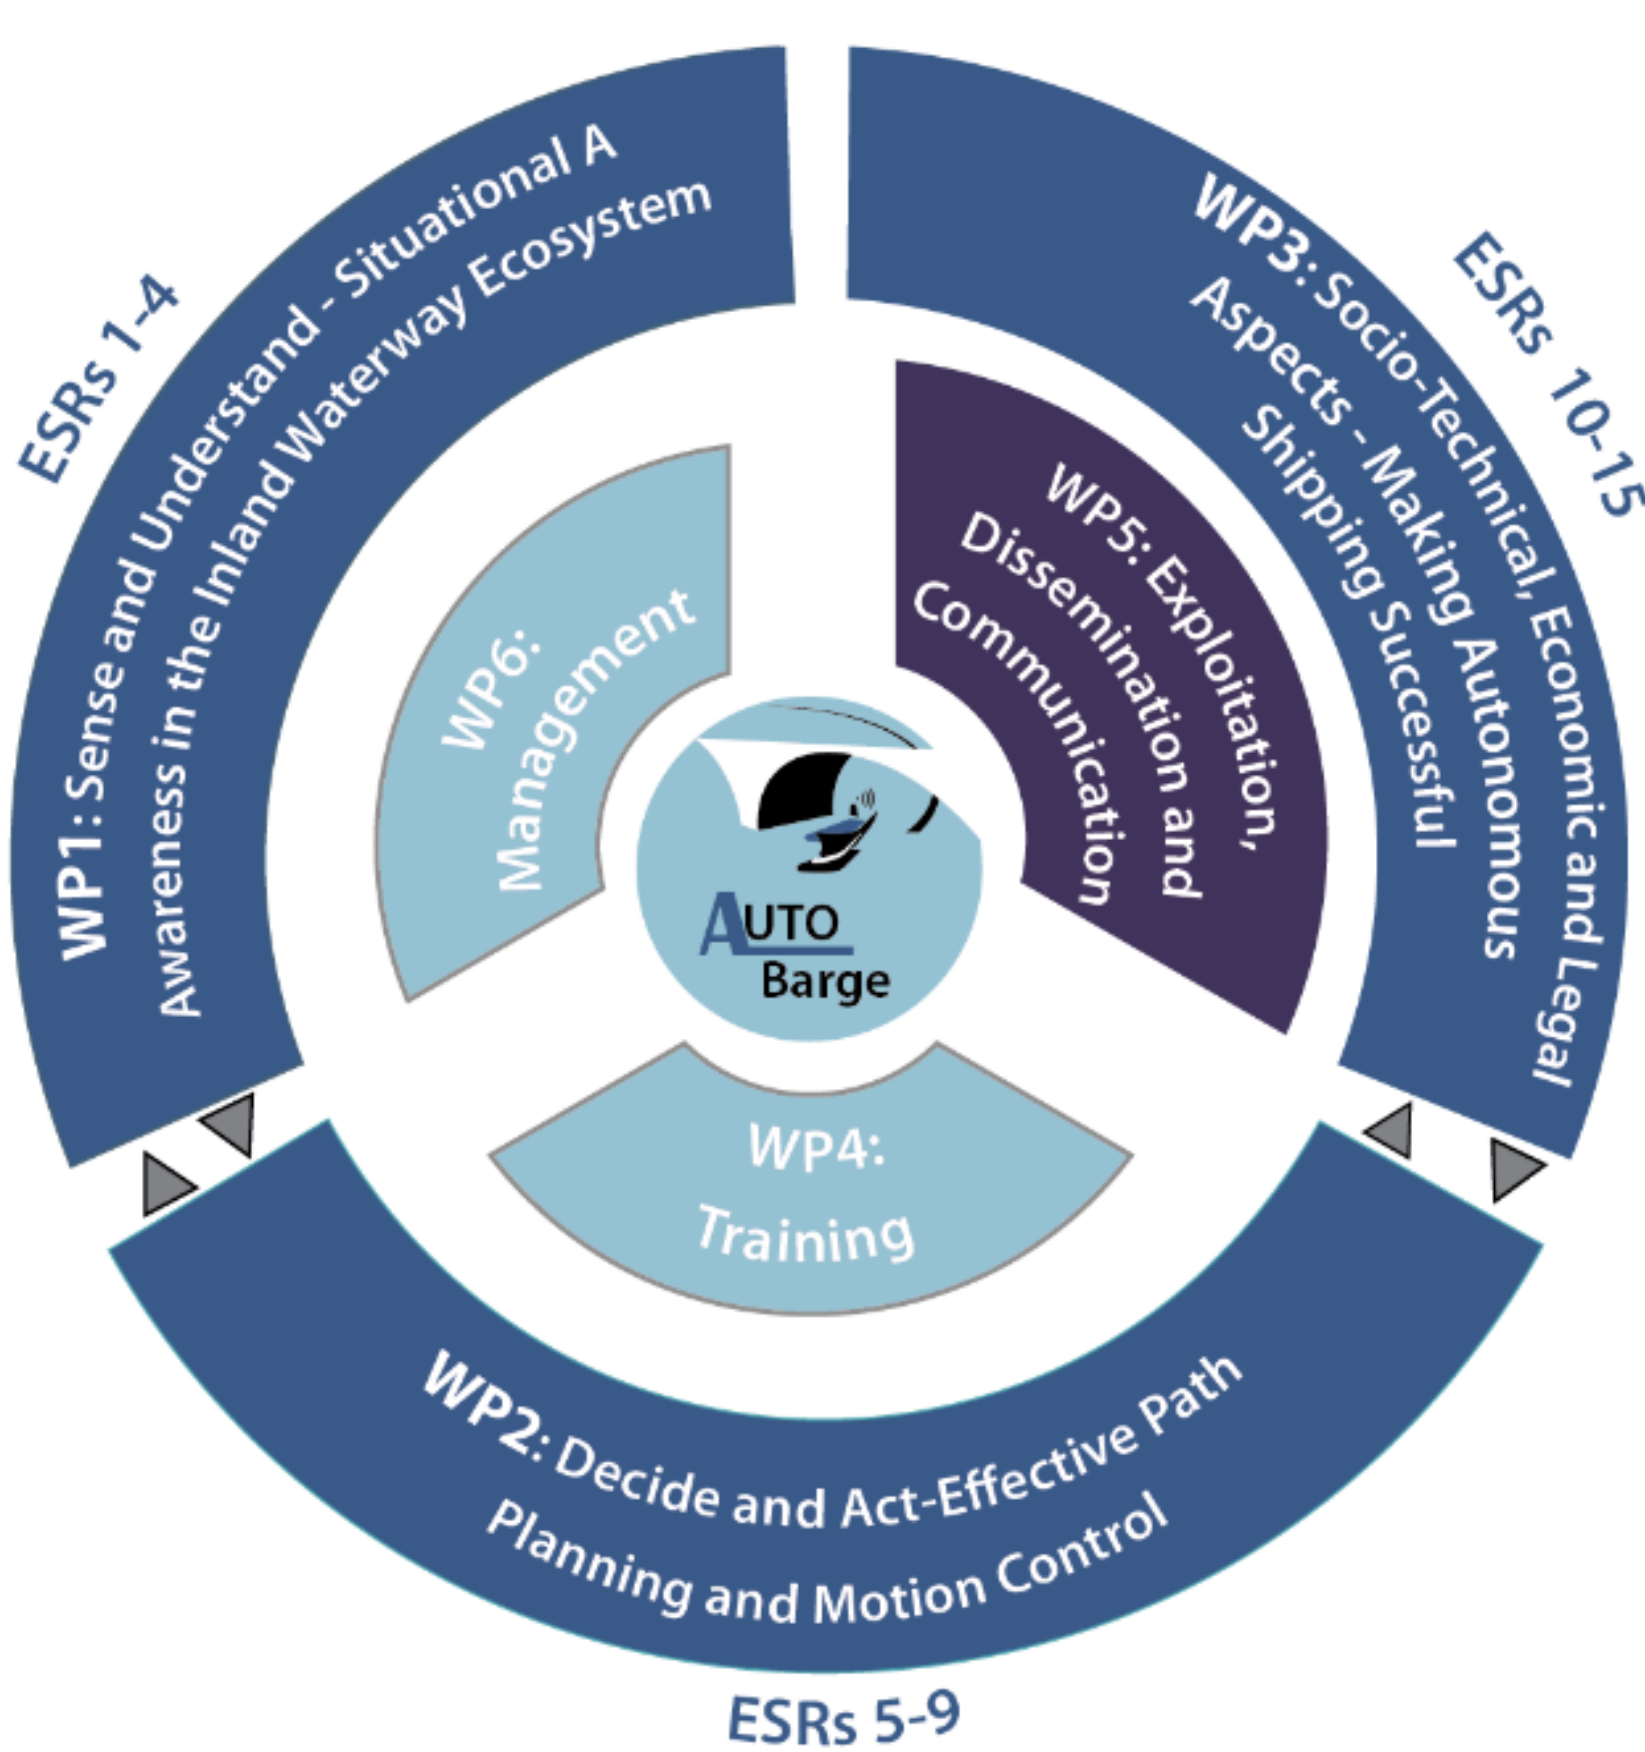 ESRs 1-4
WP1: Sense and Understand - Situational A
Awareness in the Inland Waterway Ecosystem
ESRs 10-15
WP3: Socio-Technical, Economic and Legal
Aspects - Making Autonomous
Shipping Successful
WP6:
Management
WP5: Exploitation,
Dissemination and
Communication
AUTO
Barge
WP4:
Training
WP2: Decide and Act-Effective Path
Planning and Motion Control
ESRs 5-9